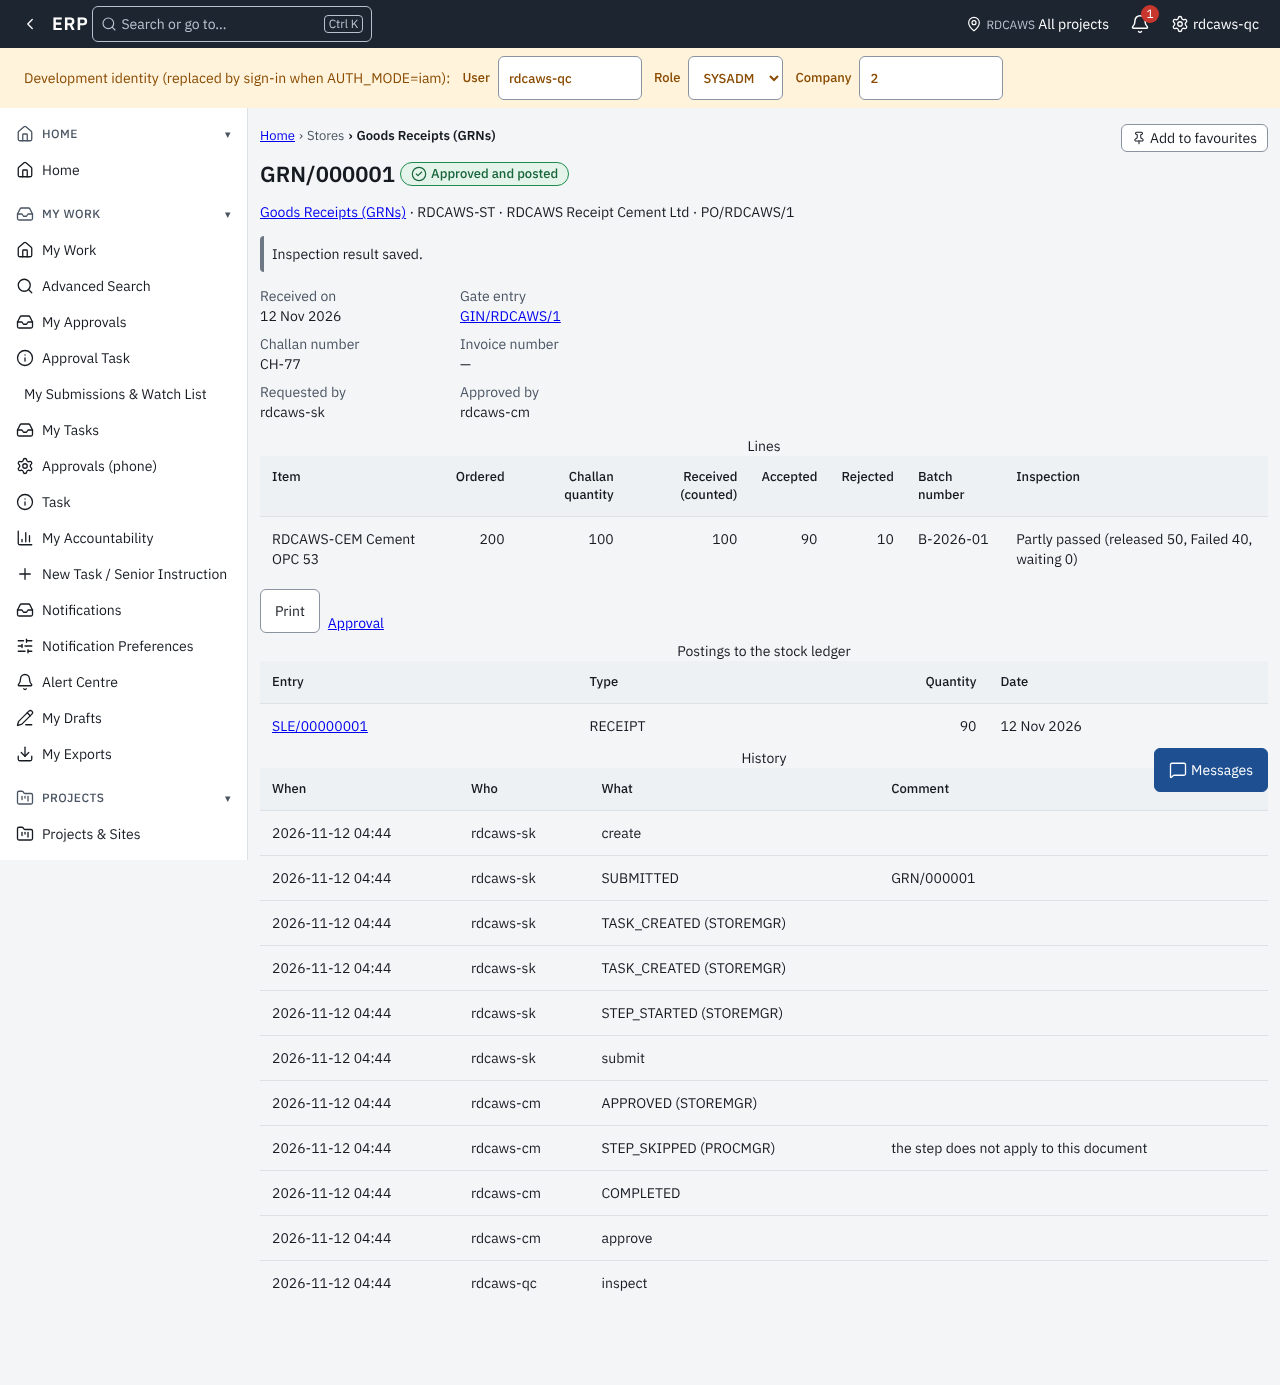 ERP
Search or go to...
Ctrl K
RDCAWS All projects
1
rdcaws-qc
Development identity (replaced by sign-in when AUTH_MODE=iam):
User
rdcaws-qc
Role
SYSADM
Company
2
HOME
Home
MY WORK
My Work
Advanced Search
My Approvals
Approval Task
My Submissions & Watch List
My Tasks
Approvals (phone)
Task
My Accountability
New Task / Senior Instruction
Notifications
Notification Preferences
Alert Centre
My Drafts
My Exports
PROJECTS
Projects & Sites
Home › Stores › Goods Receipts (GRNs)
Add to favourites
GRN/000001
Approved and posted
Goods Receipts (GRNs) · RDCAWS-ST · RDCAWS Receipt Cement Ltd · PO/RDCAWS/1
Inspection result saved.
Received on
12 Nov 2026
Gate entry
GIN/RDCAWS/1
Challan number
CH-77
Invoice number
—
Requested by
rdcaws-sk
Approved by
rdcaws-cm
Lines
Item
Ordered
Challan quantity
Received (counted)
Accepted
Rejected
Batch number
Inspection
RDCAWS-CEM Cement OPC 53
200
100
100
90
10
B-2026-01
Partly passed (released 50, Failed 40, waiting 0)
Print
Approval
Postings to the stock ledger
Entry
Type
Quantity
Date
SLE/00000001
RECEIPT
90
12 Nov 2026
Messages
History
When
Who
What
Comment
2026-11-12 04:44 rdcaws-sk create
2026-11-12 04:44 rdcaws-sk SUBMITTED GRN/000001
2026-11-12 04:44 rdcaws-sk TASK_CREATED (STOREMGR)
2026-11-12 04:44 rdcaws-sk TASK_CREATED (STOREMGR)
2026-11-12 04:44 rdcaws-sk STEP_STARTED (STOREMGR)
2026-11-12 04:44 rdcaws-sk submit
2026-11-12 04:44 rdcaws-cm APPROVED (STOREMGR)
2026-11-12 04:44 rdcaws-cm STEP_SKIPPED (PROCMGR) the step does not apply to this document
2026-11-12 04:44 rdcaws-cm COMPLETED
2026-11-12 04:44 rdcaws-cm approve
2026-11-12 04:44 rdcaws-qc inspect